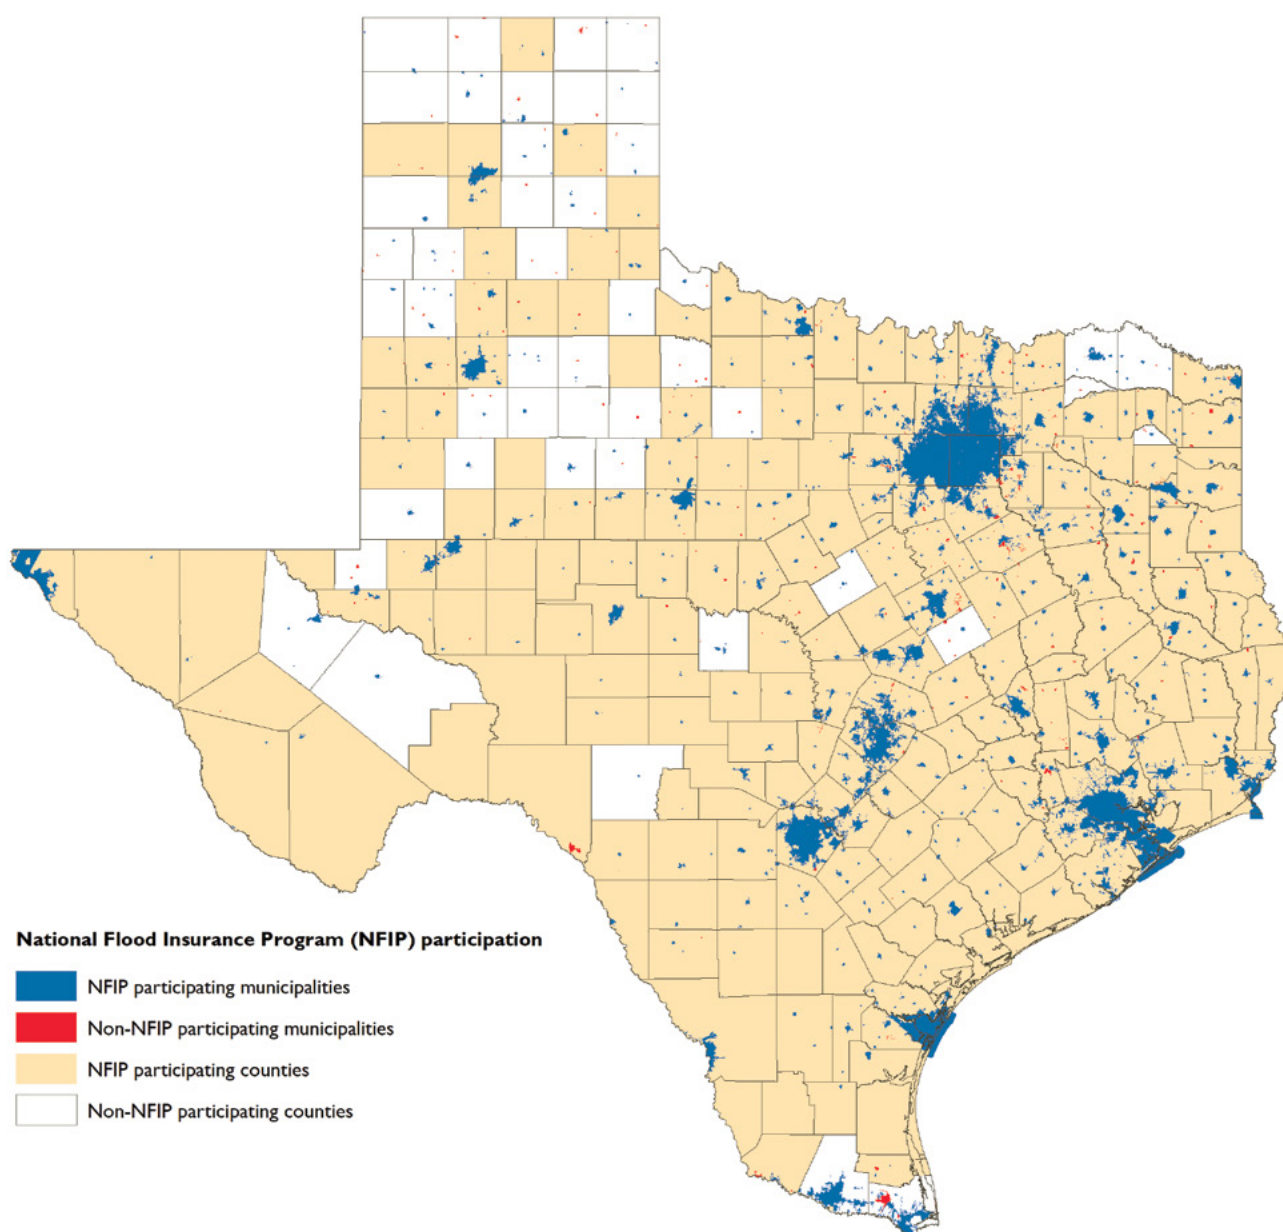 National Flood Insurance Program (NFIP) participation
NFIP participating municipalities
Non-NFIP participating municipalities
NFIP participating counties
Non-NFIP participating counties